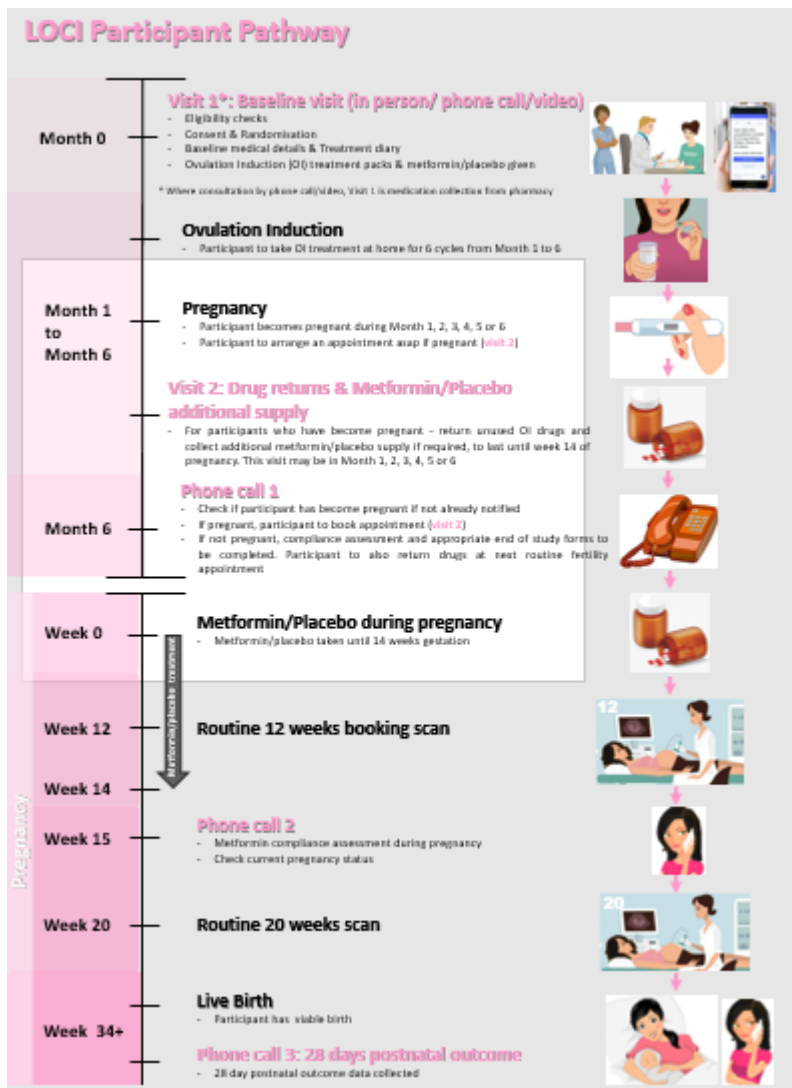 LOCI Participant Pathway
Month 0
Visit 1*: Baseline visit (in person/ phone call/video)
- Eligibility checks
- Consent & Randomisation
- Baseline medical details & Treatment diary
- Ovulation Induction (OI) treatment packs & metformin/placebo given
* Where consultation by phone call/video, Visit 1 is medication collection from pharmacy
Ovulation Induction
- Participant to take OI treatment at home for 6 cycles from Month 1 to 6
Month 1
to
Month 6
Pregnancy
- Participant becomes pregnant during Month 1, 2, 3, 4, 5 or 6
- Participant to arrange an appointment asap if pregnant (visit 2)
Visit 2: Drug returns & Metformin/Placebo
additional supply
- For participants who have become pregnant - return unused OI drugs and
collect additional metformin/placebo supply if required, to last until week 14 of
pregnancy. This visit may be in Month 1, 2, 3, 4, 5 or 6
Month 6
Phone call 1
- Check if participant has become pregnant if not already notified
- If pregnant, participant to book appointment (visit 2)
- If not pregnant, compliance assessment and appropriate end of study forms to
be completed. Participant to also return drugs at next routine fertility
appointment
Pregnancy
Week 0
Metformin/Placebo during pregnancy
- Metformin/placebo taken until 14 weeks gestation
Metformin/placebo treatment
Week 12
Routine 12 weeks booking scan
12
Week 14
Week 15
Phone call 2
- Metformin compliance assessment during pregnancy
- Check current pregnancy status
Week 20
Routine 20 weeks scan
20
Week 34+
Live Birth
- Participant has viable birth
Phone call 3: 28 days postnatal outcome
- 28 day postnatal outcome data collected